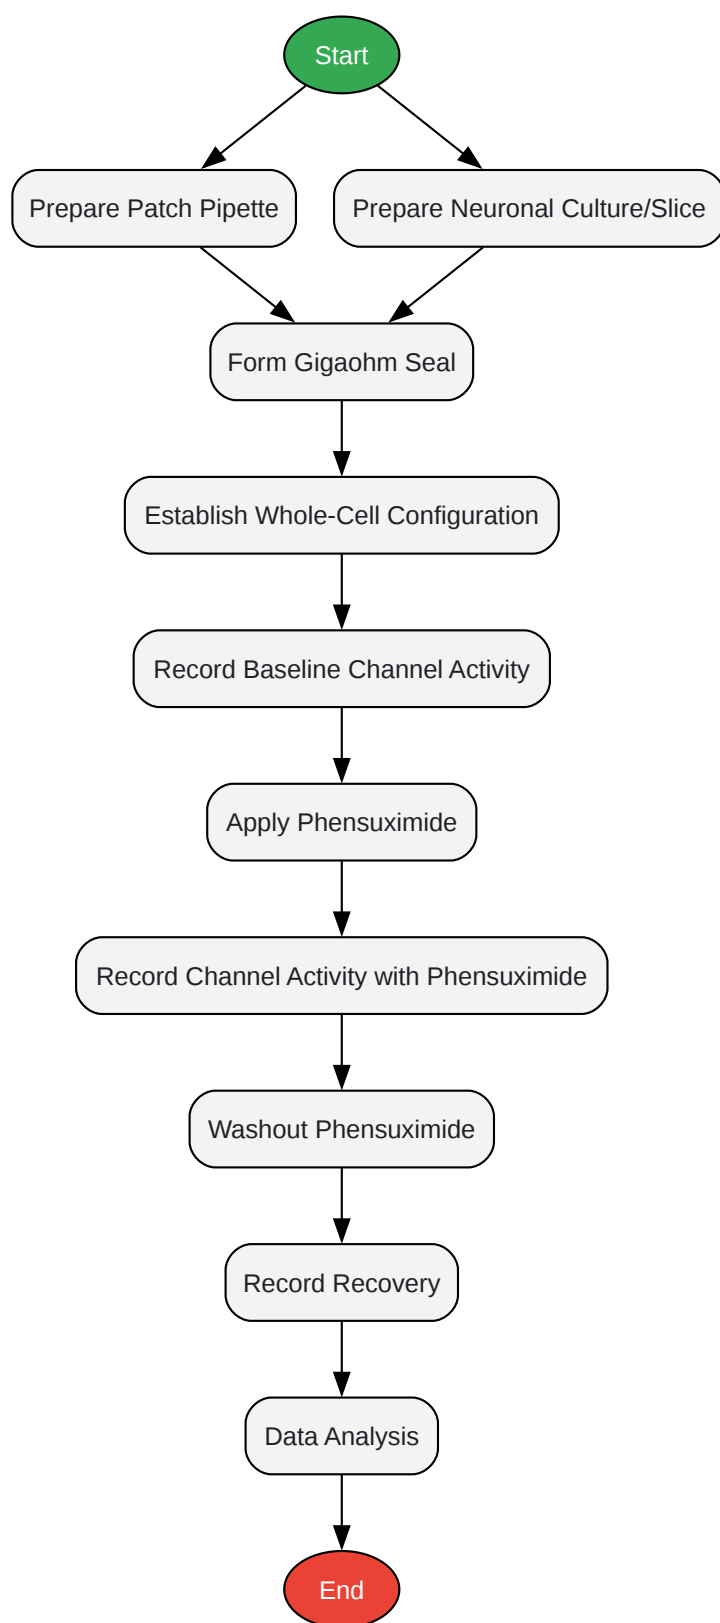 Start
Prepare Patch Pipette
Prepare Neuronal Culture/Slice
Form Gigaohm Seal
Establish Whole-Cell Configuration
Record Baseline Channel Activity
Apply Phensuximide
Record Channel Activity with Phensuximide
Washout Phensuximide
Record Recovery
Data Analysis
End